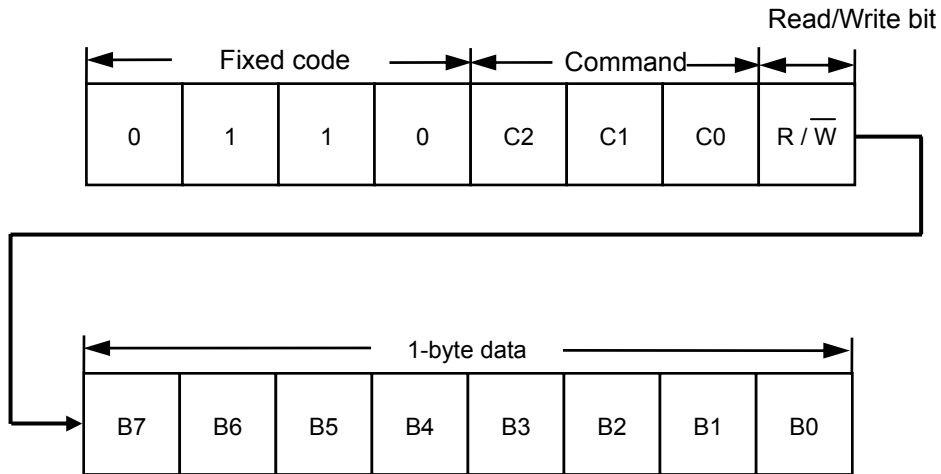 Read/Write bit
Fixed code Command
0 1 1 0 C2 C1 C0 R / W̅
1-byte data
B7 B6 B5 B4 B3 B2 B1 B0